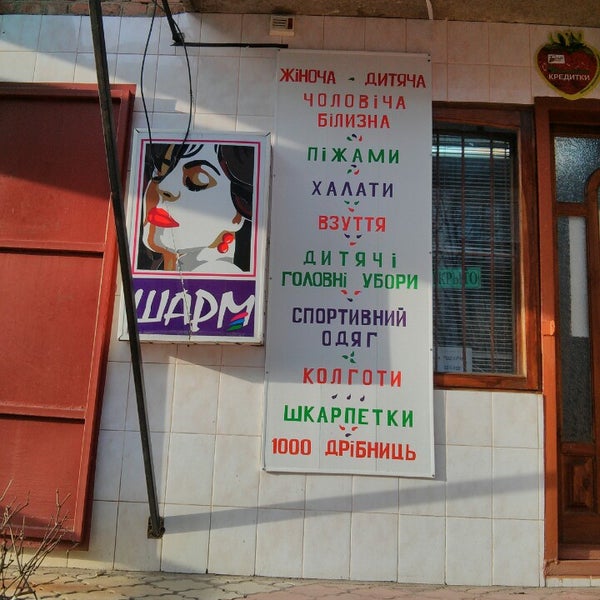 ЖІНОЧА - ДИТЯЧА
ЧОЛОВІЧА
БІЛИЗНА
ПІЖАМИ
ХАЛАТИ
ВЗУТТЯ
ДИТЯЧІ
ГОЛОВНІ УБОРИ
СПОРТИВНИЙ
ОДЯГ
КОЛГОТИ
ШКАРПЕТКИ
1000 ДРІБНИЦЬ
ШАРМ
КРЕДИТКИ